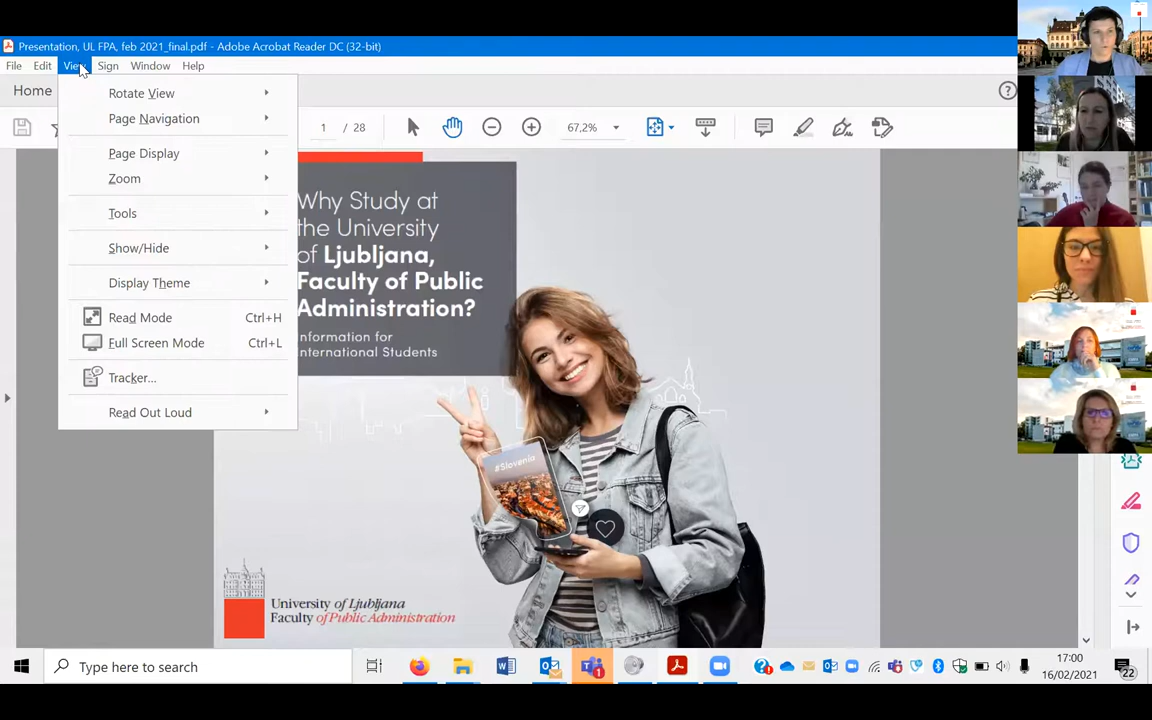 Presentation, UL FPA, feb 2021_final.pdf - Adobe Acrobat Reader DC (32-bit)
File Edit View Sign Window Help
Home
1 / 28 67,2%
Rotate View
Page Navigation
Page Display
Zoom
Tools
Show/Hide
Display Theme
Read Mode Ctrl+H
Full Screen Mode Ctrl+L
Tracker...
Read Out Loud
Why Study at
the University
of Ljubljana,
Faculty of Public
Administration?
Information for
International Students
#Slovenia
University of Ljubljana
Faculty of Public Administration
Type here to search
1
17:00
16/02/2021
22